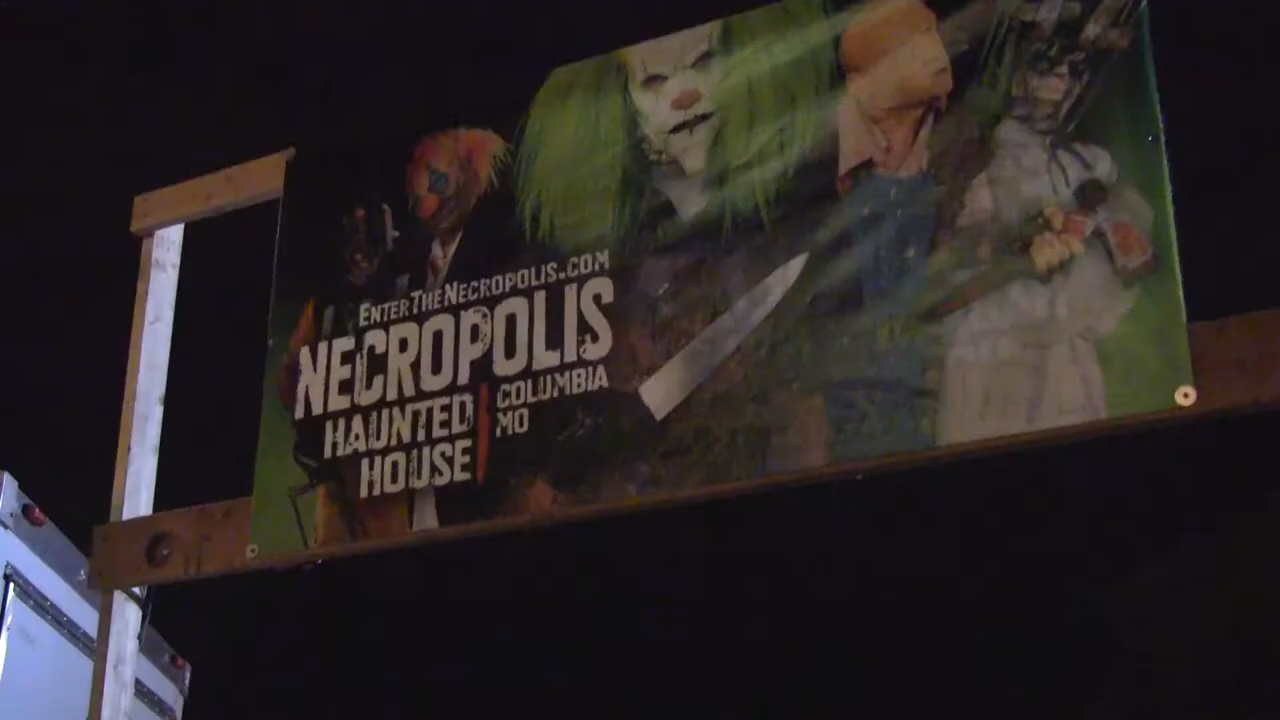 ENTERTHENECROPOLIS.COM
NECROPOLIS
HAUNTED
HOUSE
COLUMBIA
MO